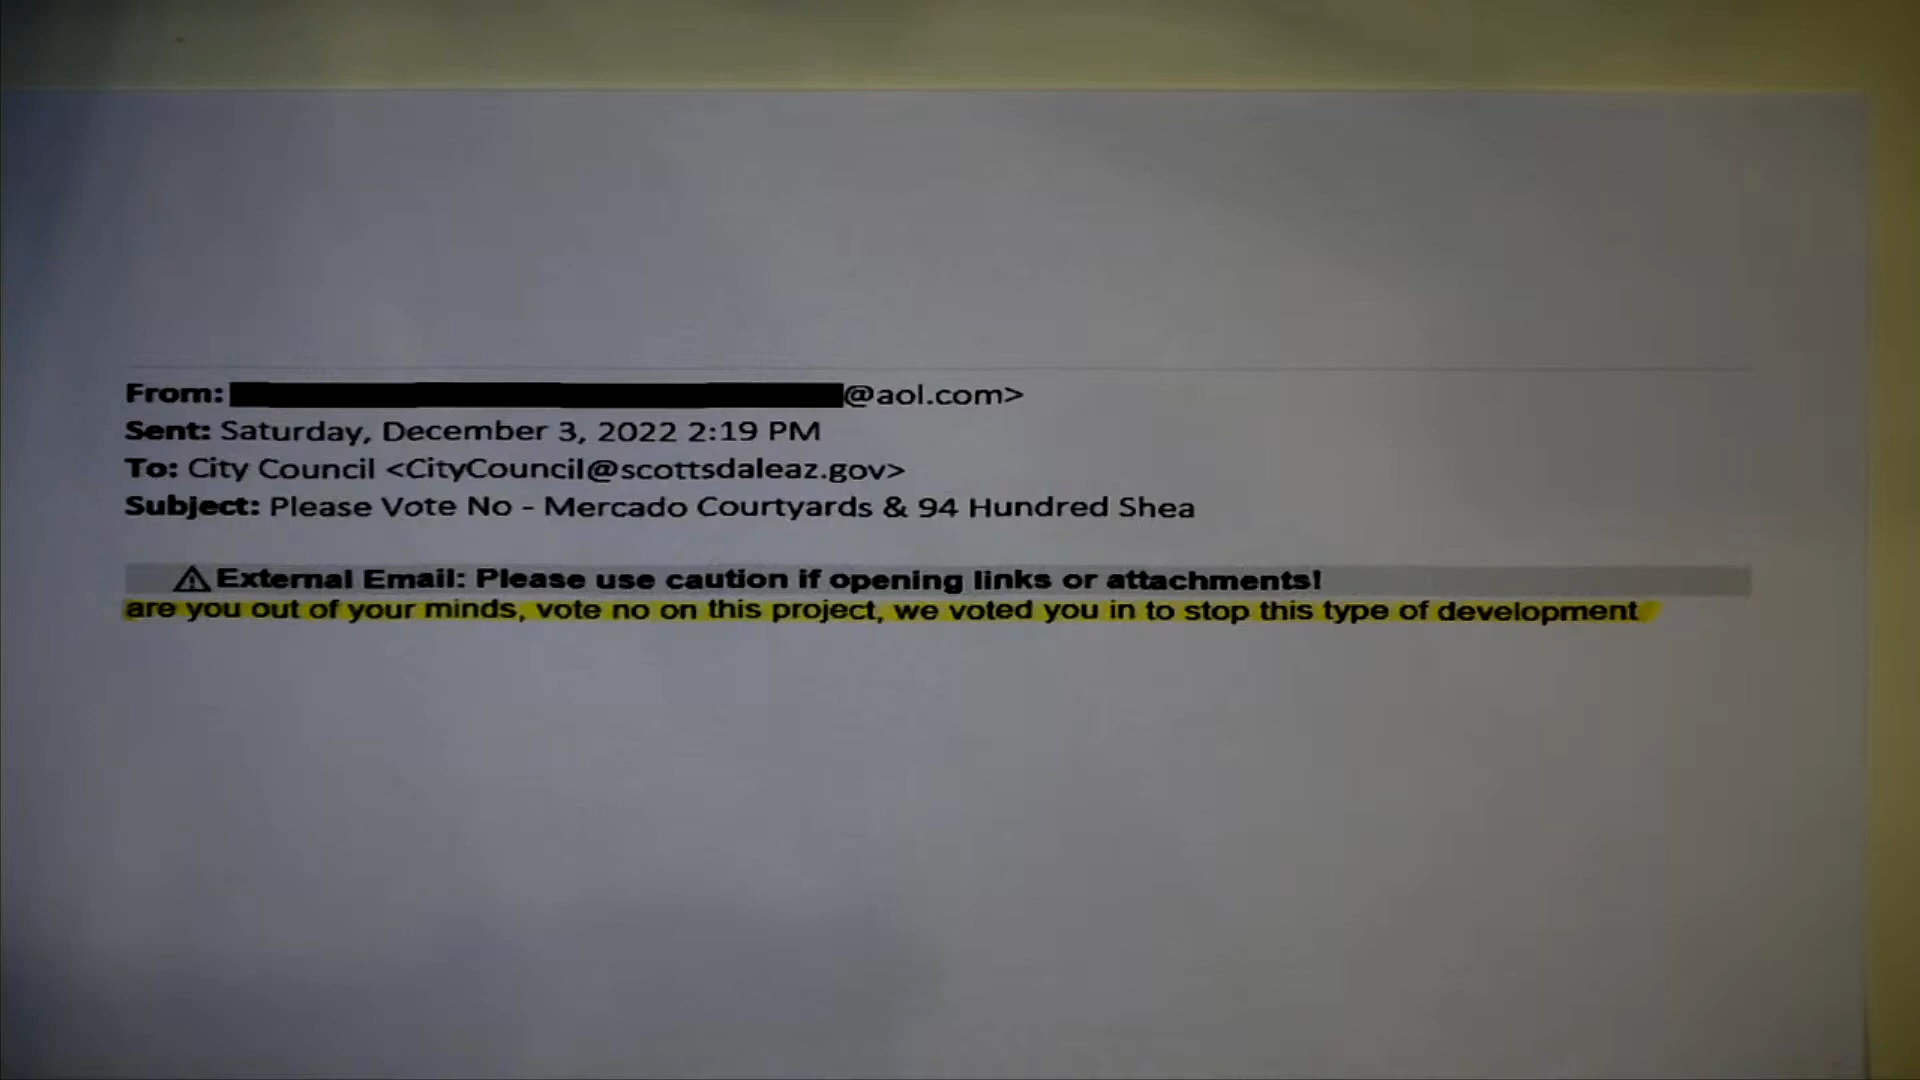 From: @aol.com>
Sent: Saturday, December 3, 2022 2:19 PM
To: City Council <CityCouncil@scottsdaleaz.gov>
Subject: Please Vote No - Mercado Courtyards & 94 Hundred Shea
⚠External Email: Please use caution if opening links or attachments!
are you out of your minds, vote no on this project, we voted you in to stop this type of development